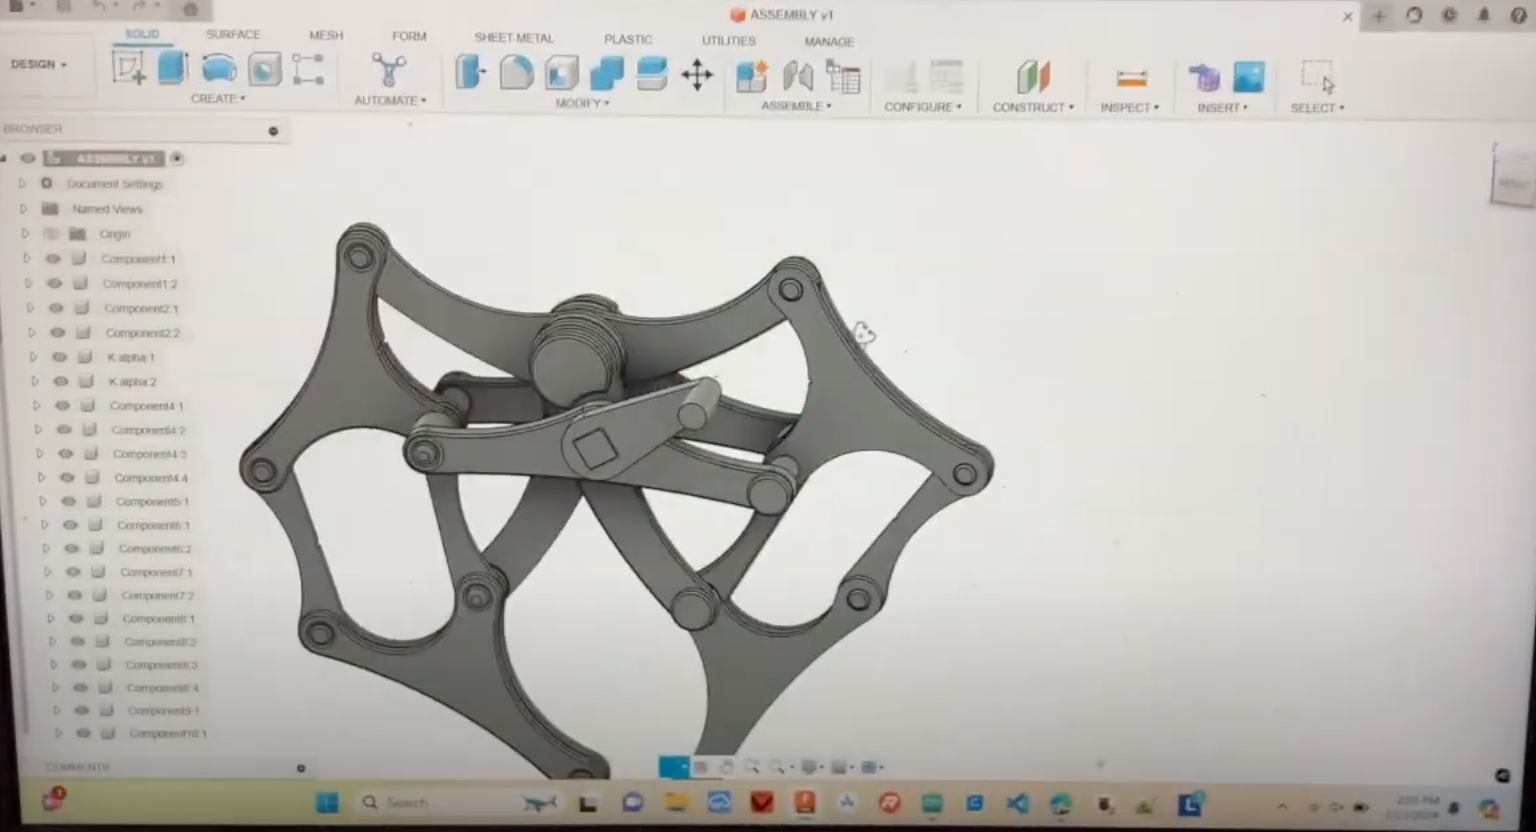 ASSEMBLY v1
SOLID
SURFACE
MESH
FORM
SHEET METAL
PLASTIC
UTILITIES
MANAGE
DESIGN
CREATE
AUTOMATE
MODIFY
ASSEMBLE
CONFIGURE
CONSTRUCT
INSPECT
INSERT
SELECT
BROWSER
ASSEMBLY v1
Document Settings
Named Views
Origin
Component1:1
Component1:2
Component2:1
Component2:2
K alpha:1
K alpha:2
Component4:1
Component4:2
Component4:3
Component4:4
Component5:1
Component6:1
Component6:2
Component7:1
Component7:2
Component8:1
Component8:2
Component8:3
Component8:4
Component9:1
Component10:1
COMMENTS
Search